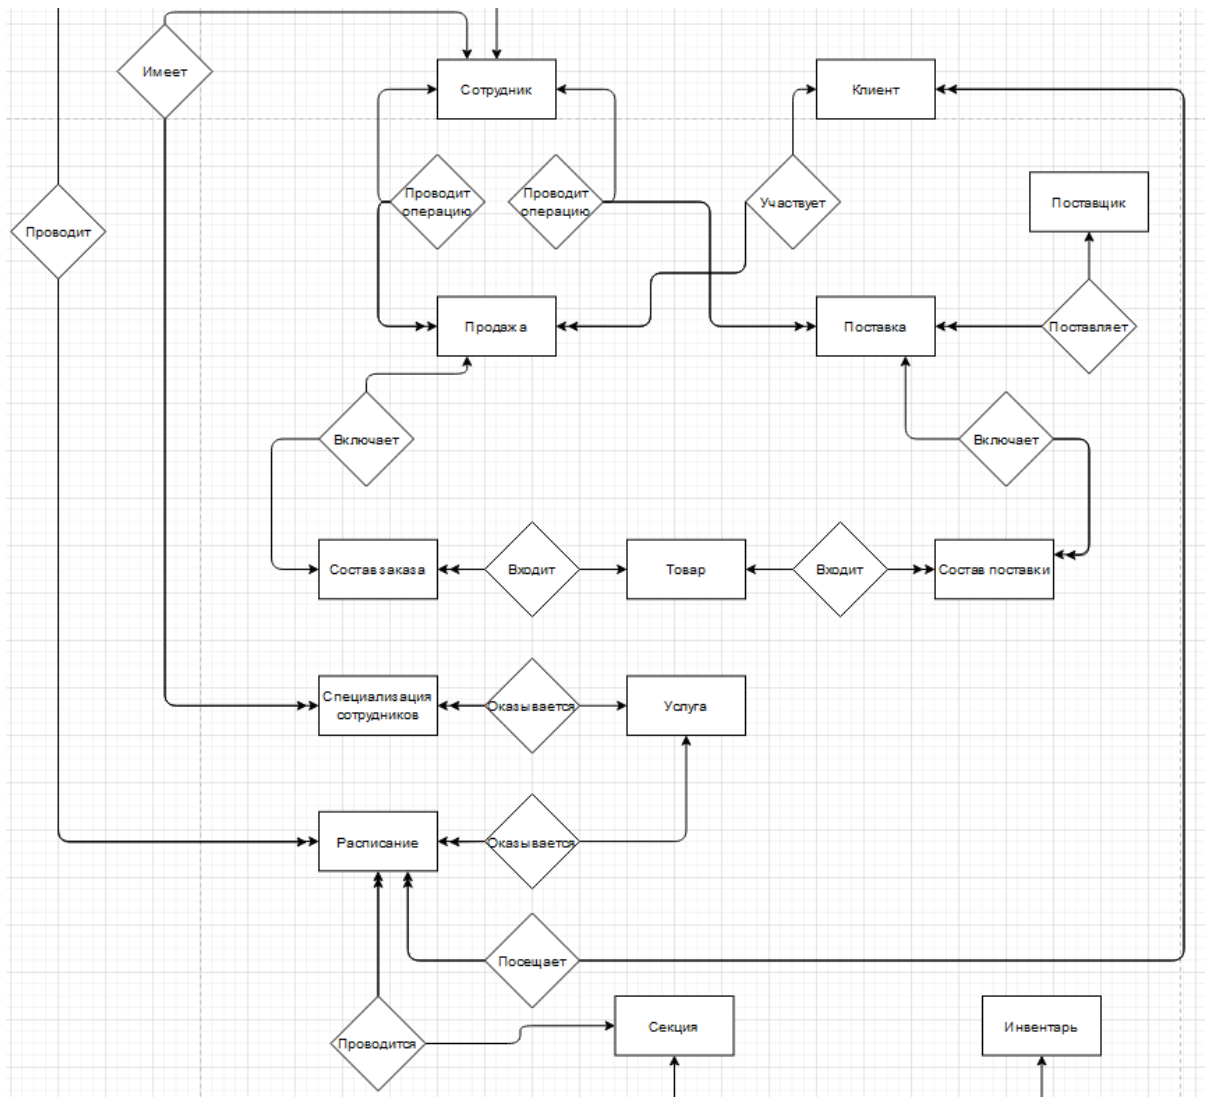 Имеет
Сотрудник
Клиент
Проводит
операцию
Проводит
операцию
Участвует
Поставщик
Проводит
Продажа
Поставка
Поставляет
Включает
Включает
Состав заказа
Входит
Товар
Входит
Состав поставки
Специализация
сотрудников
Оказывается
Услуга
Расписание
Оказывается
Посещает
Проводится
Секция
Инвентарь